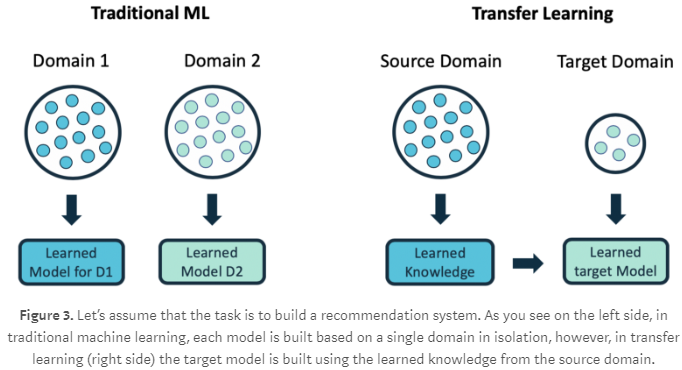 Traditional ML
Transfer Learning
Domain 1
Domain 2
Source Domain
Target Domain
Learned
Model for D1
Learned
Model D2
Learned
Knowledge
Learned
target Model
Figure 3. Let’s assume that the task is to build a recommendation system. As you see on the left side, in
traditional machine learning, each model is built based on a single domain in isolation, however, in transfer
learning (right side) the target model is built using the learned knowledge from the source domain.